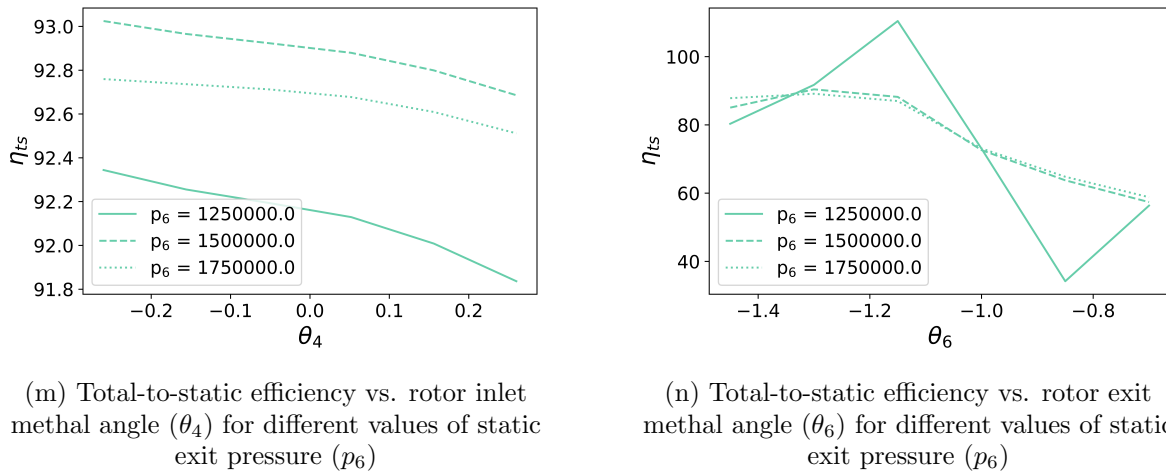 93.0
92.8
92.6
92.4
92.2
92.0
91.8
η_ts
p₆ = 1250000.0
p₆ = 1500000.0
p₆ = 1750000.0
−0.2 −0.1 0.0 0.1 0.2
θ₄
(m) Total-to-static efficiency vs. rotor inlet
methal angle (θ₄) for different values of static
exit pressure (p₆)
100
80
60
40
η_ts
p₆ = 1250000.0
p₆ = 1500000.0
p₆ = 1750000.0
−1.4 −1.2 −1.0 −0.8
θ₆
(n) Total-to-static efficiency vs. rotor exit
methal angle (θ₆) for different values of static
exit pressure (p₆)